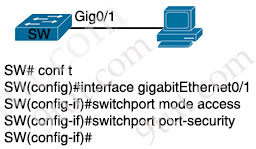 Gig0/1
SW
SW# conf t
SW(config)#interface gigabitEthernet0/1
SW(config-if)#switchport mode access
SW(config-if)#switchport port-security
SW(config-if)#